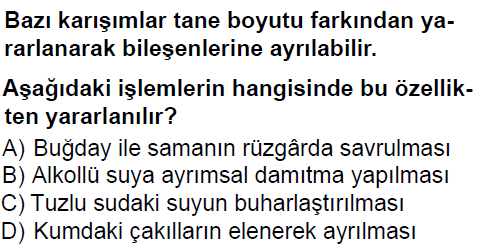 Bazı karışımlar tane boyutu farkından ya-
rarlanarak bileşenlerine ayrılabilir.
Aşağıdaki işlemlerin hangisinde bu özellik-
ten yararlanılır?
A) Buğday ile samanın rüzgârda savrulması
B) Alkollü suya ayrımsal damıtma yapılması
C) Tuzlu sudaki suyun buharlaştırılması
D) Kumdaki çakılların elenerek ayrılması